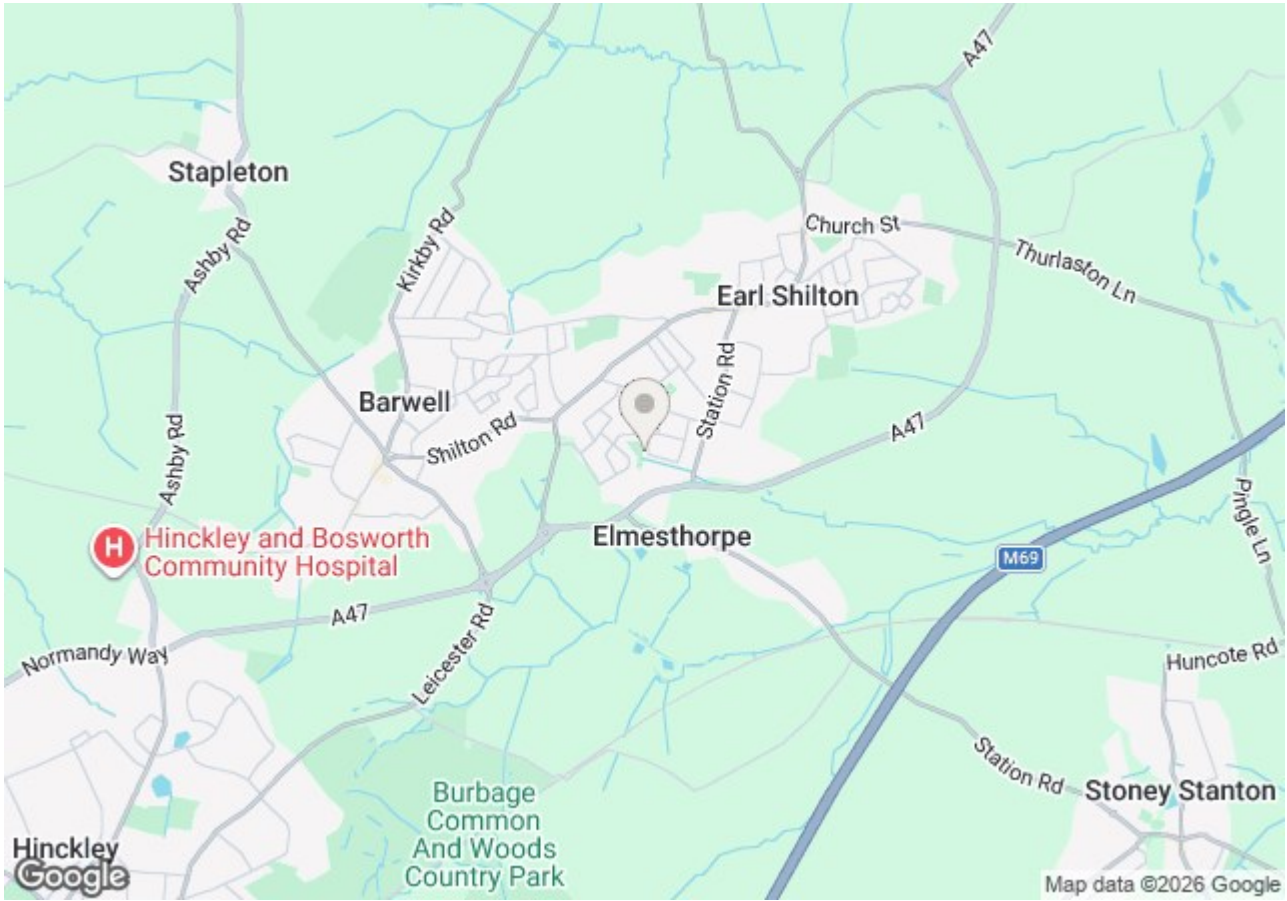 A47
Stapleton
Church St
Kirkby Rd
Ashby Rd
Thurlaston Ln
Earl Shilton
Station Rd
Barwell
Shilton Rd
A47
Ashby Rd
Pingle Ln
H
Hinckley and Bosworth
Community Hospital
Elmesthorpe
M69
A47
Leicester Rd
Normandy Way
Huncote Rd
Station Rd
Stoney Stanton
Burbage
Common
And Woods
Country Park
Hinckley
Google
Map data ©2026 Google